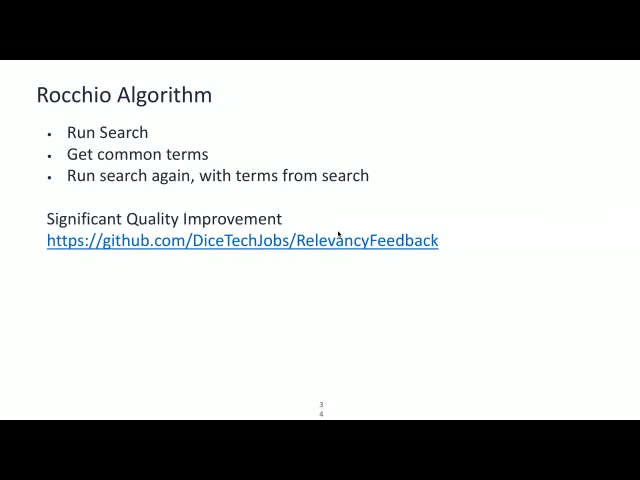 Rocchio Algorithm
• Run Search
• Get common terms
• Run search again, with terms from search
Significant Quality Improvement
https://github.com/DiceTechJobs/RelevancyFeedback
3
4